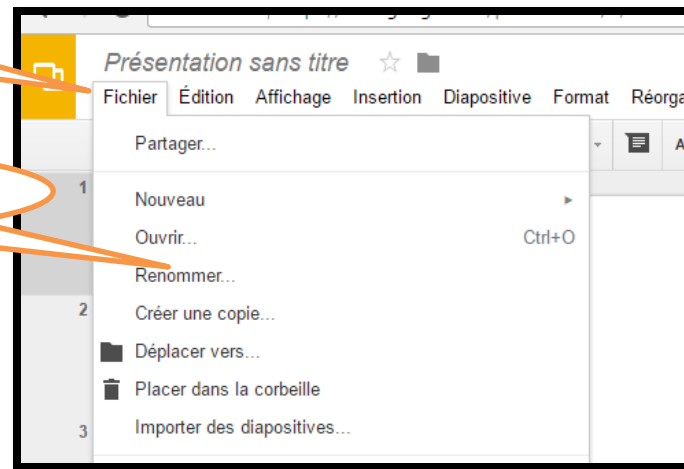 Présentation sans titre
Fichier Édition Affichage Insertion Diapositive Format
Partager...
A
1
Nouveau
Ouvrir... Ctrl+O
Renommer...
2
Créer une copie...
Déplacer vers...
Placer dans la corbeille
3
Importer des diapositives...